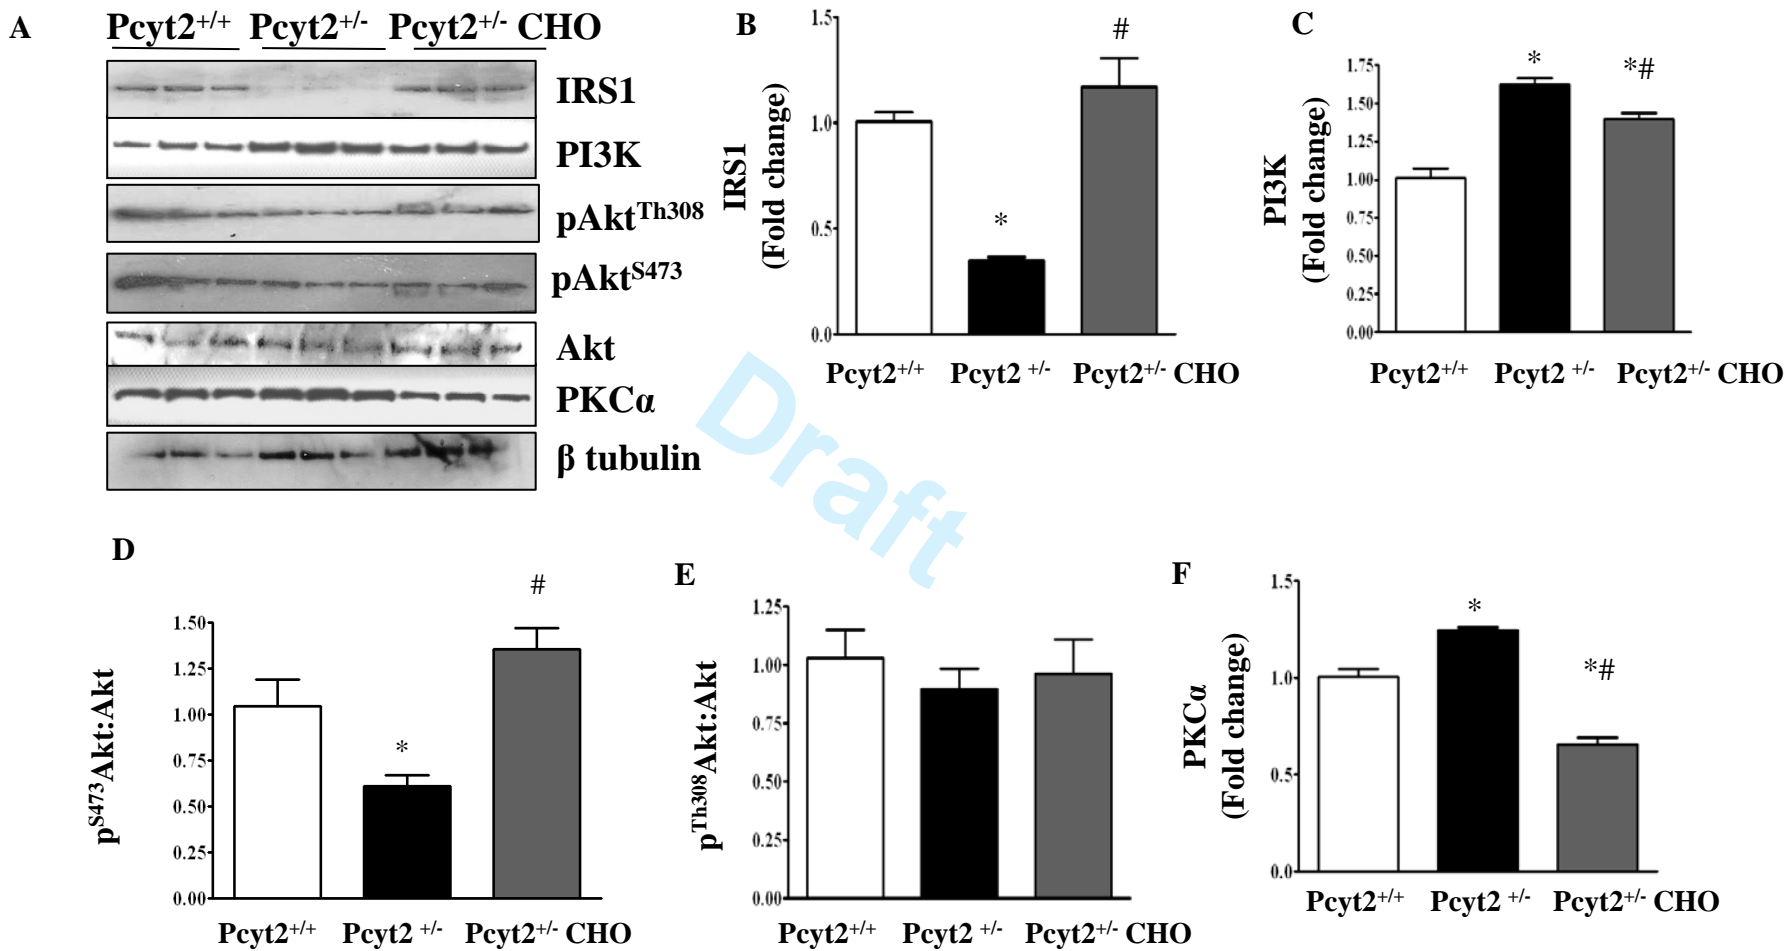 A
Pcyt2+/+ Pcyt2+/- Pcyt2+/- CHO
IRS1
PI3K
pAktTh308
pAktS473
Akt
PKCα
β tubulin
B
IRS1
(Fold change)
1.5
1.0
0.5
0.0
*
#
Pcyt2+/+ Pcyt2 +/- Pcyt2+/- CHO
C
PI3K
(Fold change)
1.75
1.50
1.25
1.00
0.75
0.50
0.25
0.00
*
*#
Pcyt2+/+ Pcyt2 +/- Pcyt2+/- CHO
Draft
D
pS473Akt:Akt
1.50
1.25
1.00
0.75
0.50
0.25
0.00
*
#
Pcyt2+/+ Pcyt2 +/- Pcyt2+/- CHO
E
pTh308Akt:Akt
1.25
1.00
0.75
0.50
0.25
0.00
Pcyt2+/+ Pcyt2 +/- Pcyt2+/- CHO
F
PKCα
(Fold change)
1.5
1.0
0.5
0.0
*
*#
Pcyt2+/+ Pcyt2 +/- Pcyt2+/- CHO